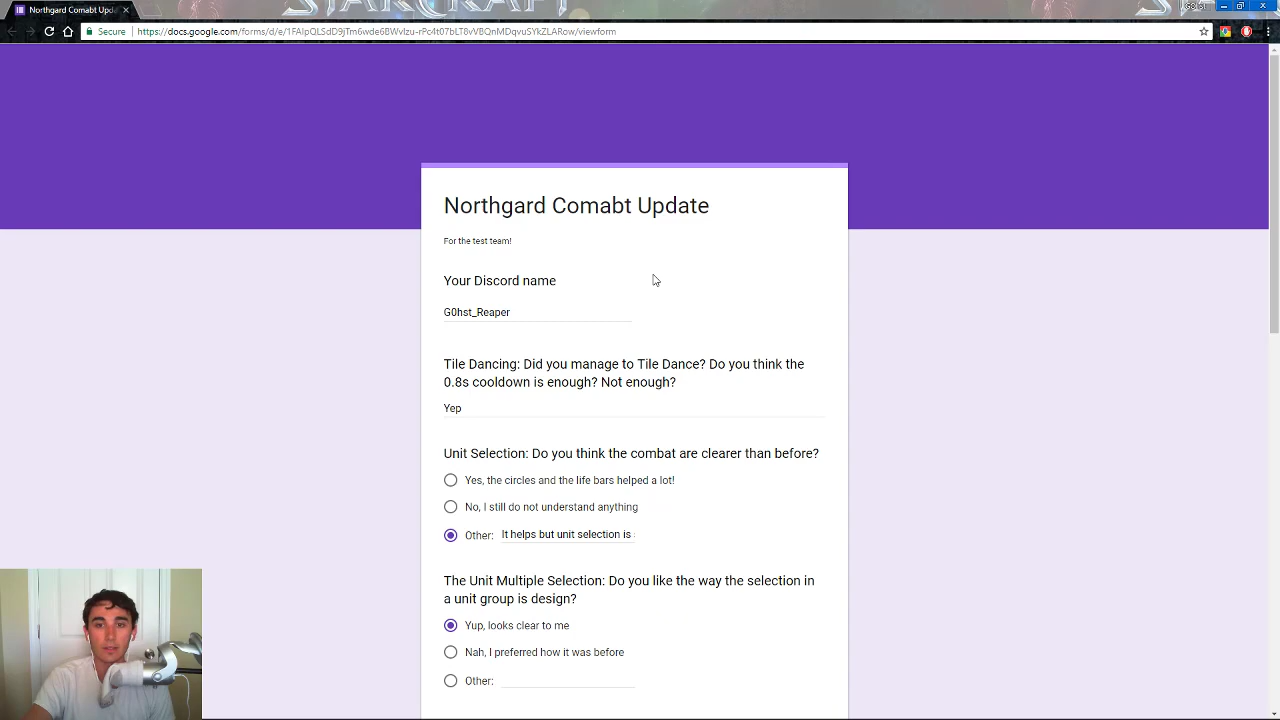 STARCRAFT
Northgard Comabt Upd
Secure
https://docs.google.com/forms/d/e/1FAIpQLSdD9jTm6wde6BWvlzu-rPc4t07bLT8vVBQnMDqvuSYkZLARow/viewform
Northgard Comabt Update
For the test team!
Your Discord name
G0hst_Reaper
Tile Dancing: Did you manage to Tile Dance? Do you think the
0.8s cooldown is enough? Not enough?
Yep
Unit Selection: Do you think the combat are clearer than before?
Yes, the circles and the life bars helped a lot!
No, I still do not understand anything
Other: It helps but unit selection is
The Unit Multiple Selection: Do you like the way the selection in
a unit group is design?
Yup, looks clear to me
Nah, I preferred how it was before
Other: